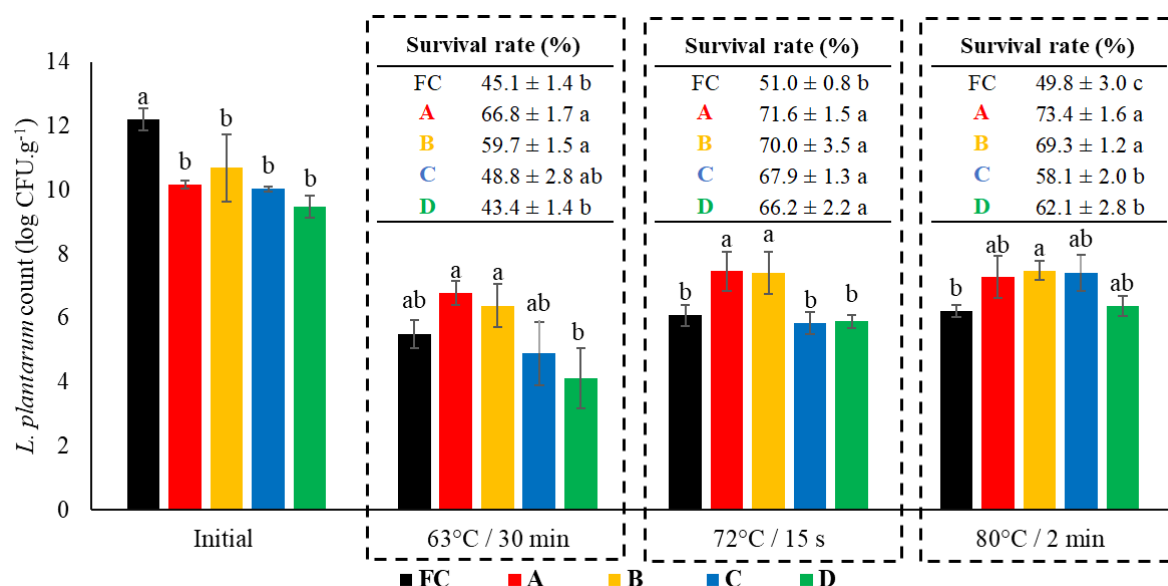 Survival rate (%)
FC 45.1 ± 1.4 b
A 66.8 ± 1.7 a
B 59.7 ± 1.5 a
C 48.8 ± 2.8 ab
D 43.4 ± 1.4 b
Survival rate (%)
FC 51.0 ± 0.8 b
A 71.6 ± 1.5 a
B 70.0 ± 3.5 a
C 67.9 ± 1.3 a
D 66.2 ± 2.2 a
Survival rate (%)
FC 49.8 ± 3.0 c
A 73.4 ± 1.6 a
B 69.3 ± 1.2 a
C 58.1 ± 2.0 b
D 62.1 ± 2.8 b
L. plantarum count (log CFU.g⁻¹)
14
12
10
8
6
4
2
0
a b b b b
ab a a ab b
b a a b b
b ab a ab ab
Initial
63°C / 30 min
72°C / 15 s
80°C / 2 min
FC A B C D